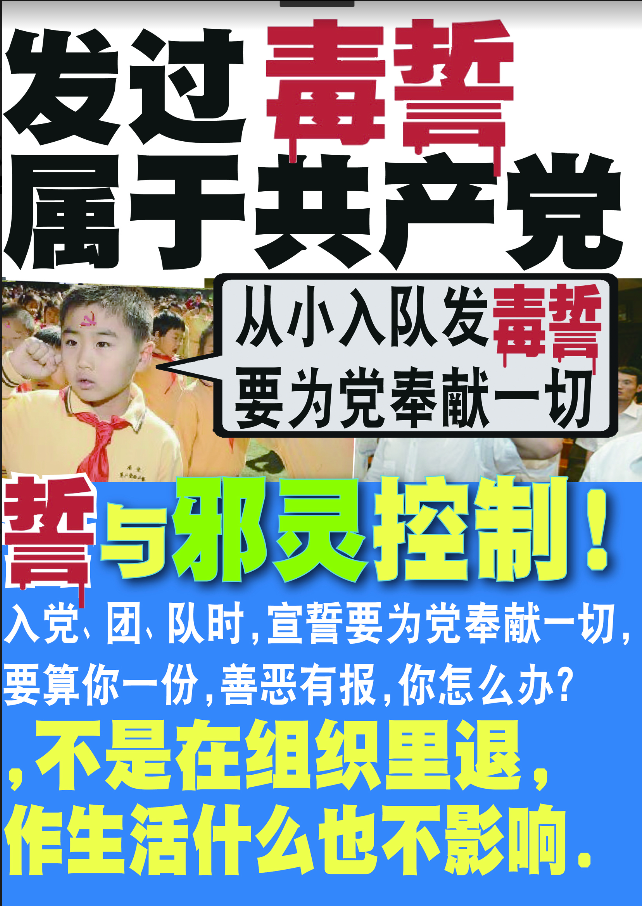 发过毒誓
属于共产党
从小入队发毒誓
要为党奉献一切
誓与邪灵控制！
入党、团、队时,宣誓要为党奉献一切,
要算你一份,善恶有报,你怎么办?
,不是在组织里退,
作生活什么也不影响.